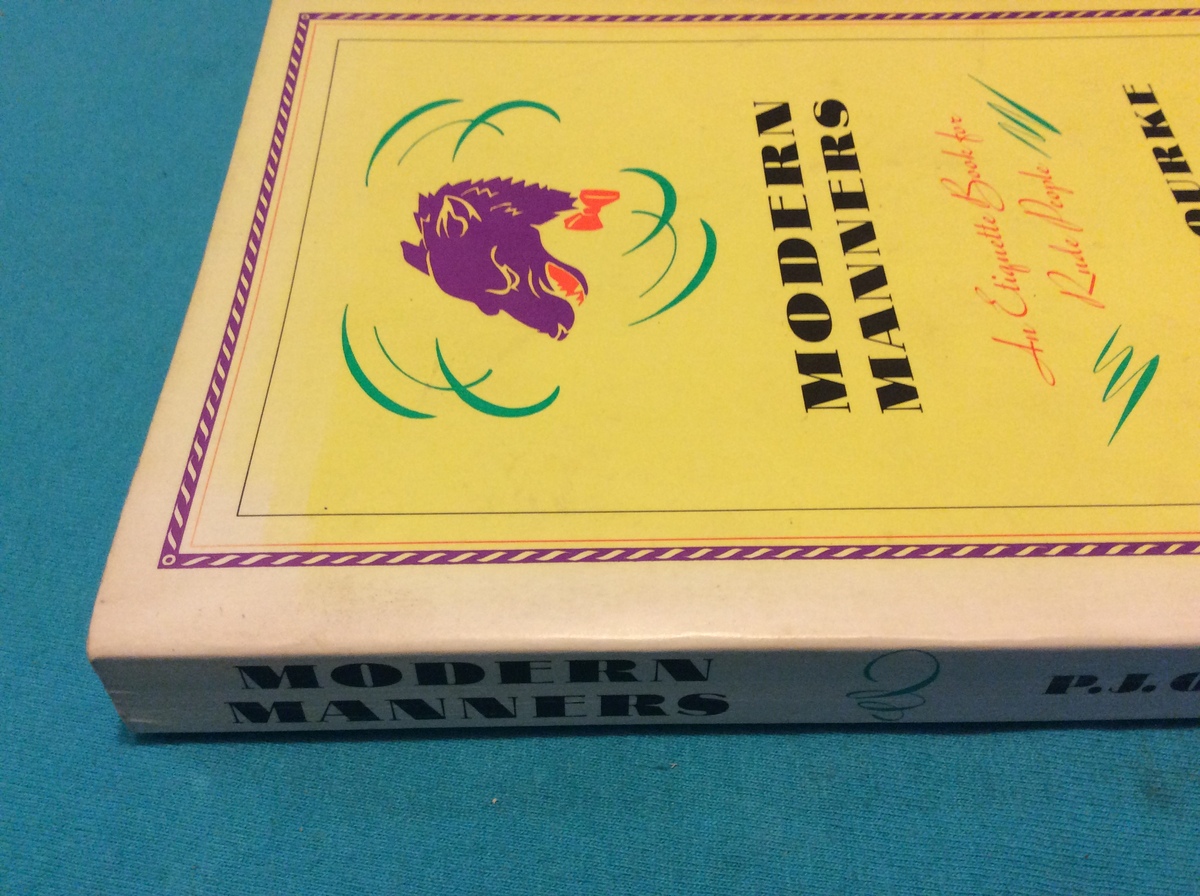 MODERN
MANNERS
An Etiquette Book for
Rude People
OURKE
MODERN
MANNERS
P.J. O